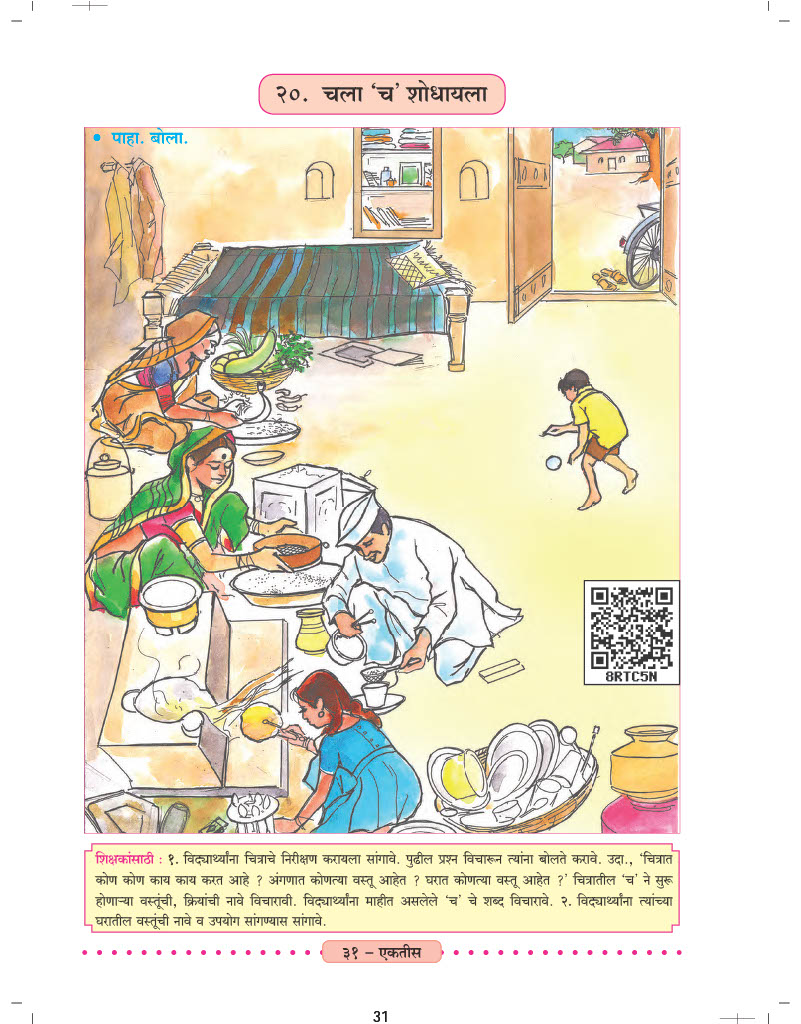 २०. चला ‘च’ शोधायला
• पाहा. बोला.
8RTC5N
शिक्षकांसाठी : १. विद्यार्थ्यांना चित्राचे निरीक्षण करायला सांगावे. पुढील प्रश्न विचारून त्यांना बोलते करावे. उदा., ‘चित्रात
कोण कोण काय काय करत आहे ? अंगणात कोणत्या वस्तू आहेत ? घरात कोणत्या वस्तू आहेत ?’ चित्रातील ‘च’ ने सुरू
होणाऱ्या वस्तूंची, क्रियांची नावे विचारावी. विद्यार्थ्यांना माहीत असलेले ‘च’ चे शब्द विचारावे. २. विद्यार्थ्यांना त्यांच्या
घरातील वस्तूंची नावे व उपयोग सांगण्यास सांगावे.
३१ – एकतीस
31